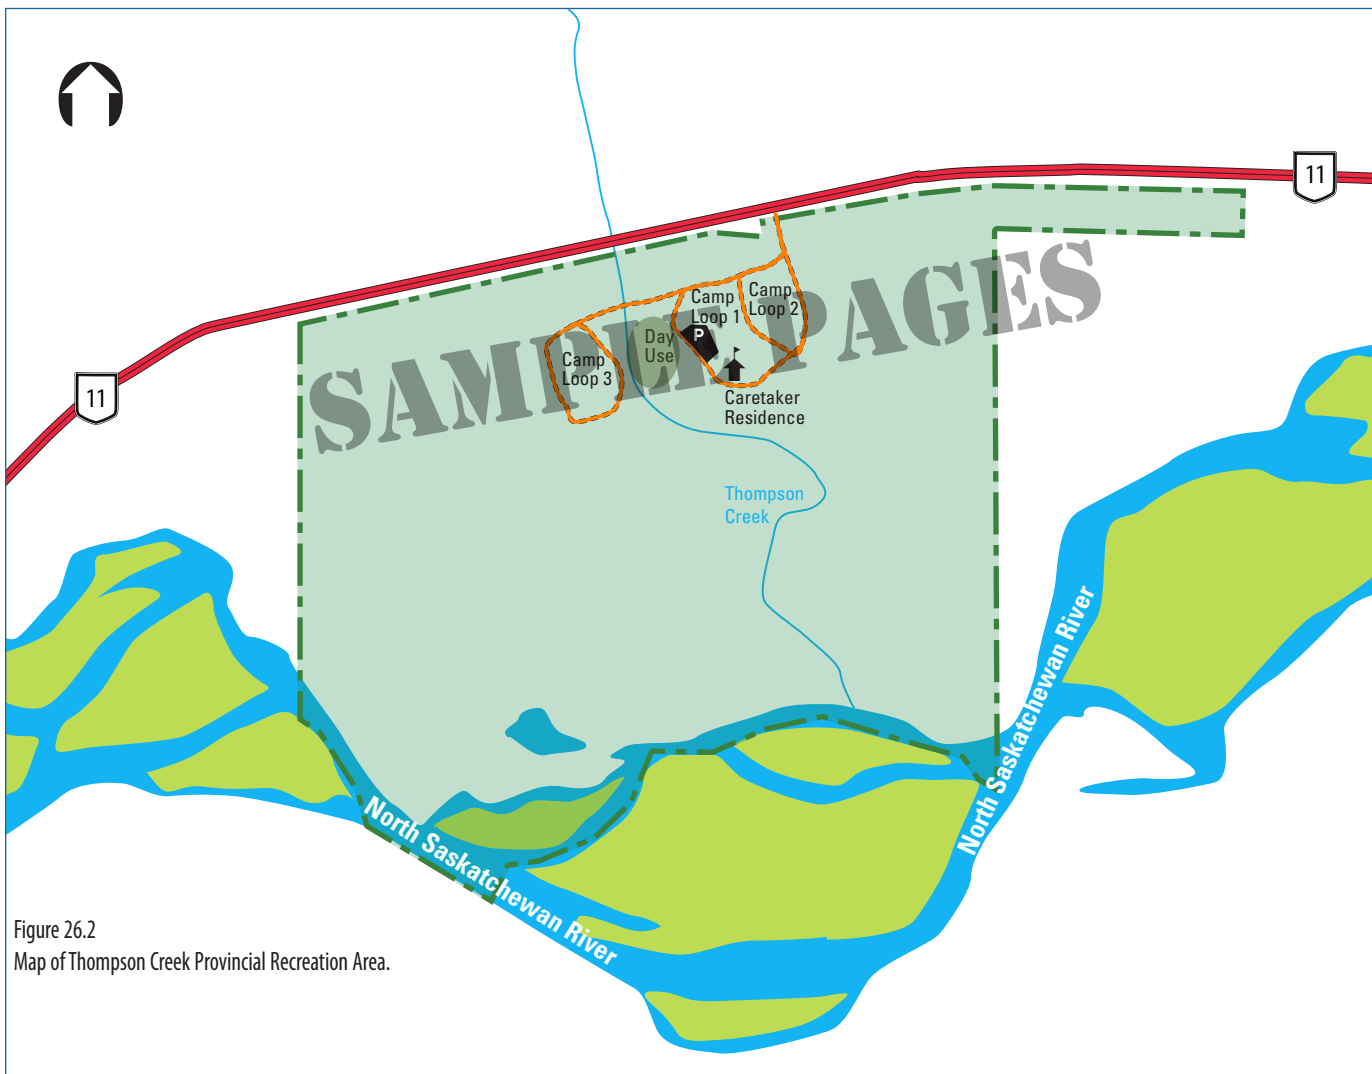 11
11
SAMPLE PAGES
Camp
Loop 1
Camp
Loop 2
P
Day
Use
Camp
Loop 3
Caretaker
Residence
Thompson
Creek
North Saskatchewan River
North Saskatchewan River
Figure 26.2
Map of Thompson Creek Provincial Recreation Area.